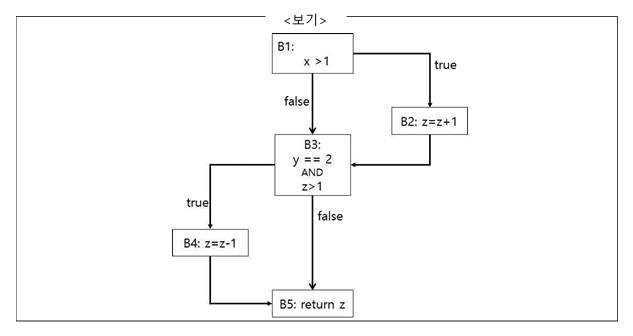 <보기>
B1:
x >1
true
false
B2: z=z+1
B3:
y == 2
AND
z>1
true
false
B4: z=z-1
B5: return z